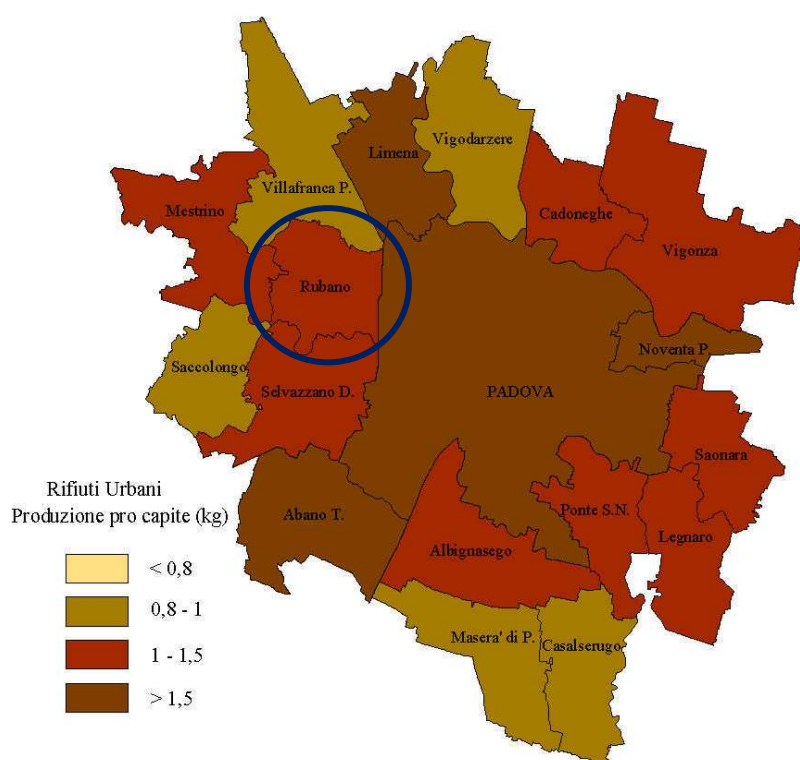 Limena
Vigodarzere
Villafranca P.
Mestrino
Cadoneghe
Vigonza
Rubano
Noventa P.
Saccolongo
Selvazzano D.
PADOVA
Saonara
Rifiuti Urbani
Produzione pro capite (kg)
Abano T.
Ponte S.N.
Legnaro
Albignasego
< 0,8
0,8 - 1
Masera' di P.
Casalserugo
1 - 1,5
> 1,5